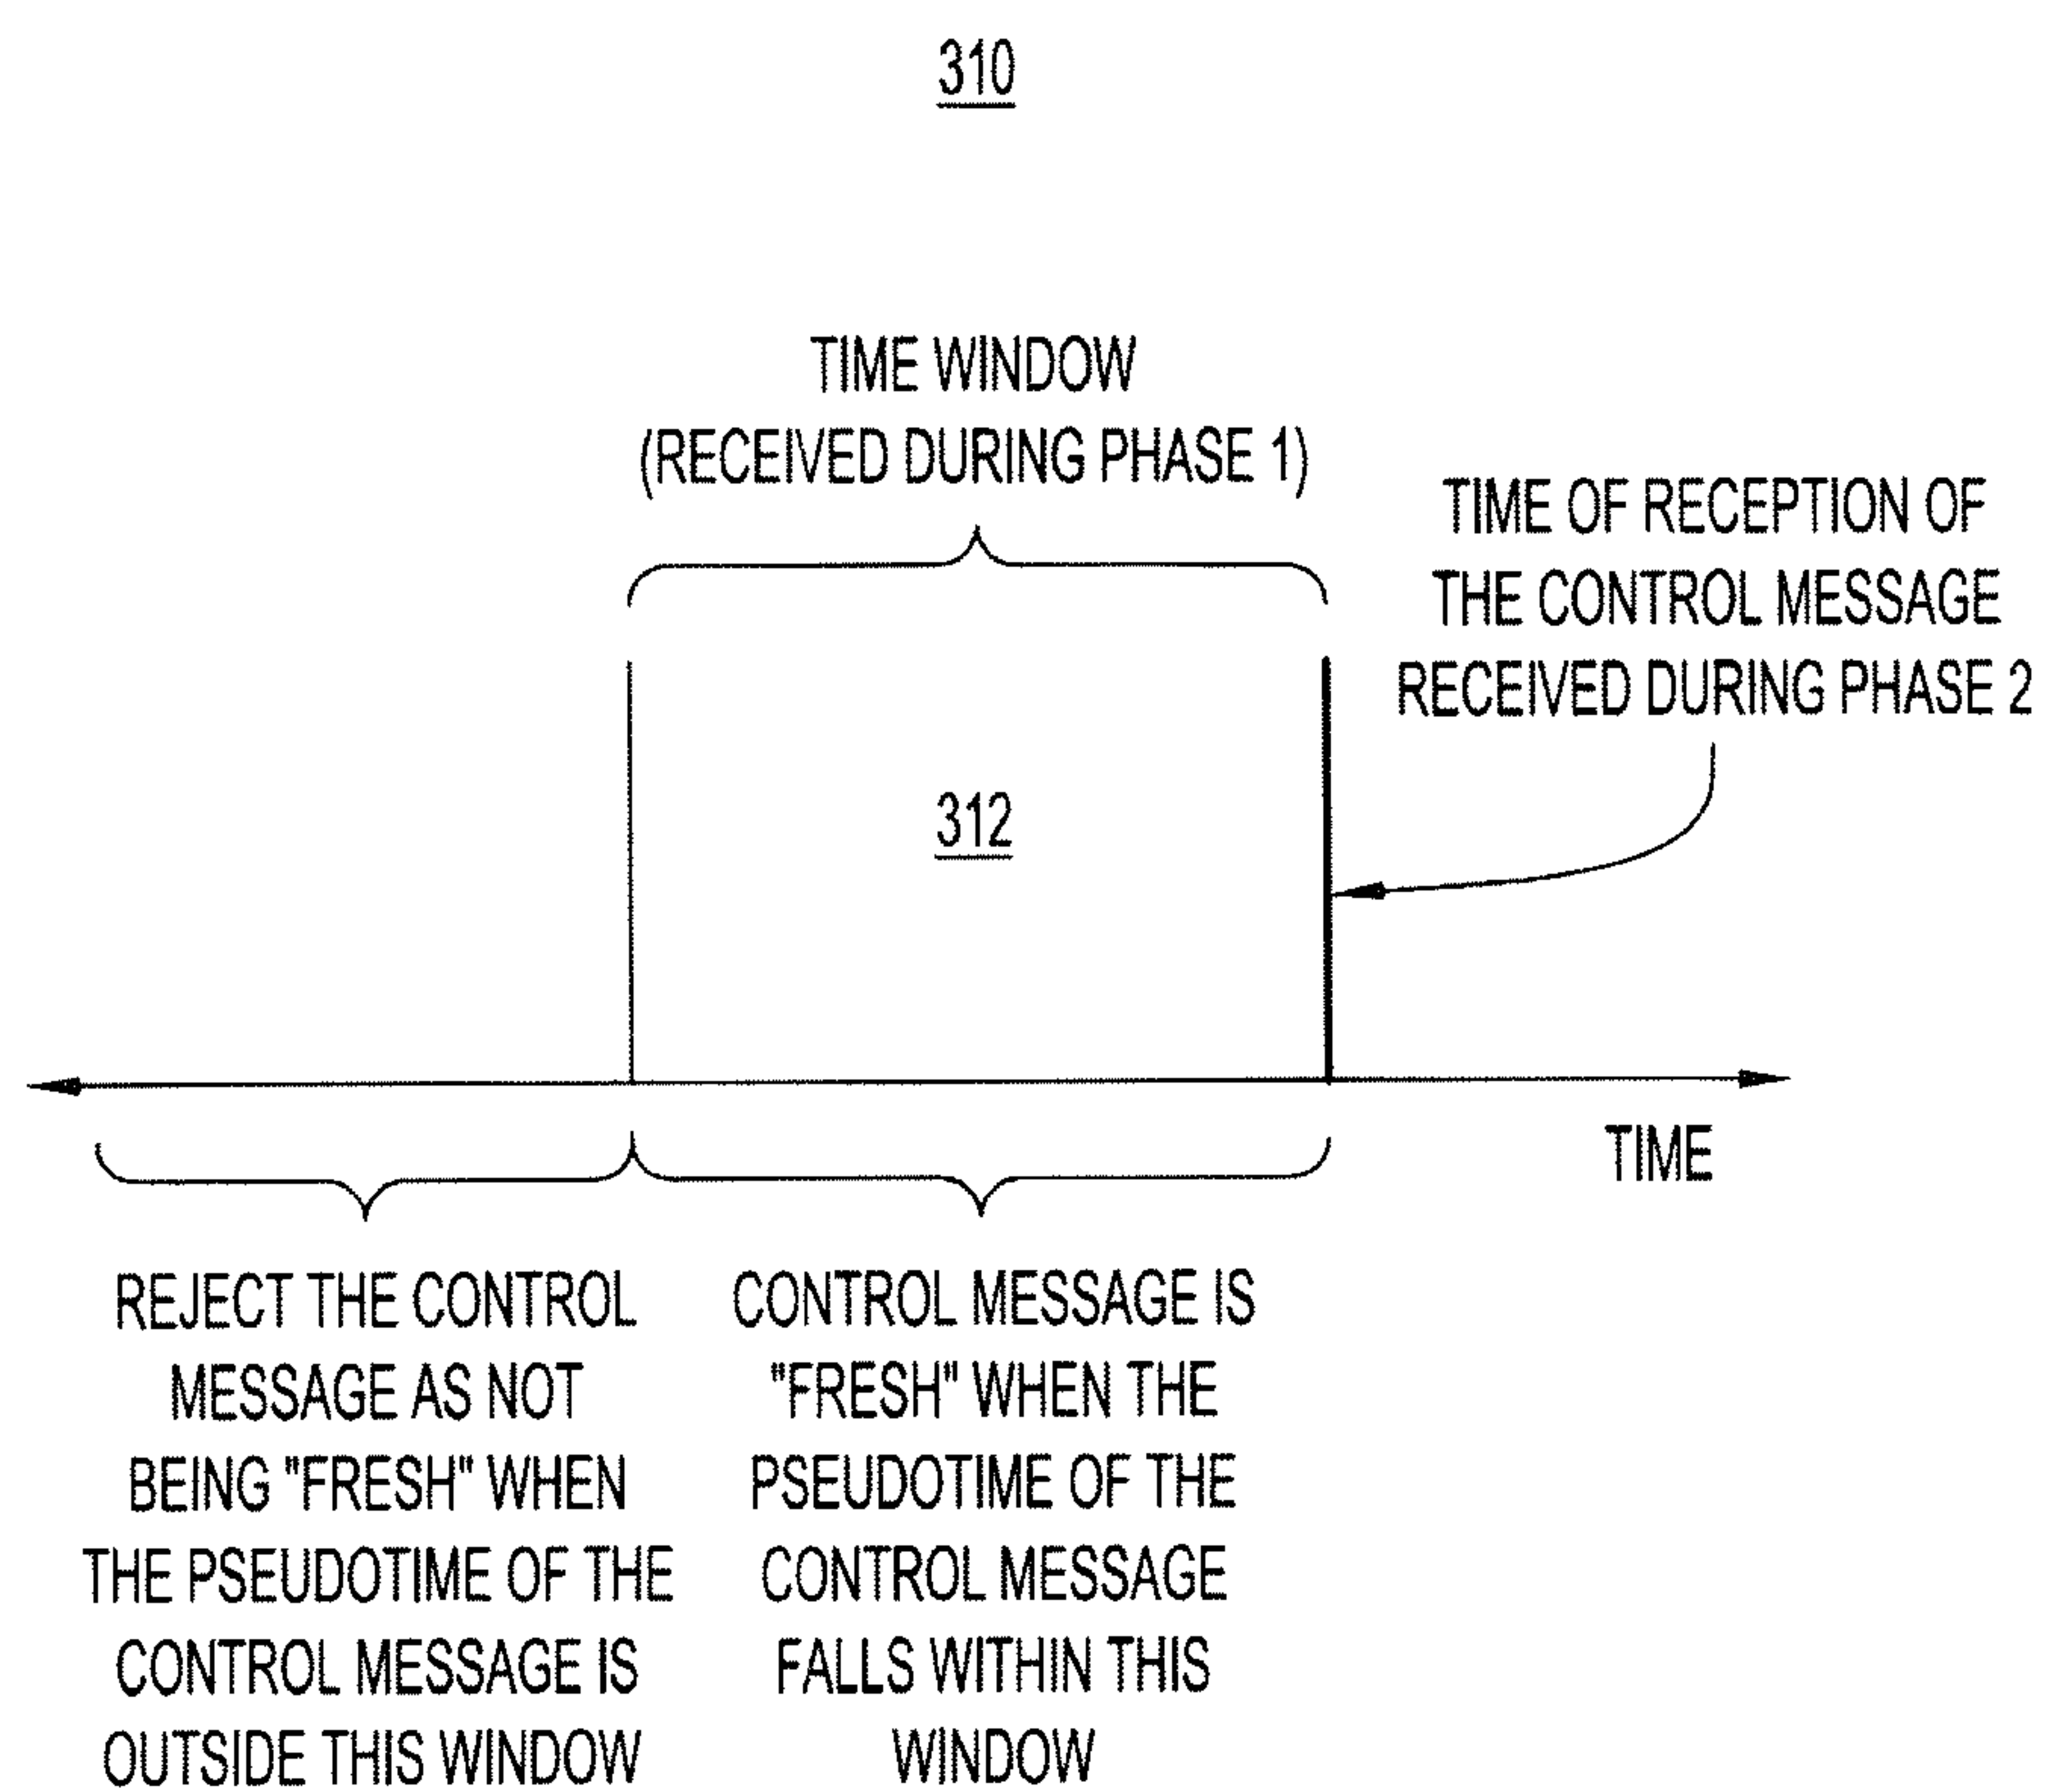 310
TIME WINDOW
(RECEIVED DURING PHASE 1)
TIME OF RECEPTION OF
THE CONTROL MESSAGE
RECEIVED DURING PHASE 2
312
TIME
REJECT THE CONTROL
MESSAGE AS NOT
BEING "FRESH" WHEN
THE PSEUDOTIME OF THE
CONTROL MESSAGE IS
OUTSIDE THIS WINDOW
CONTROL MESSAGE IS
"FRESH" WHEN THE
PSEUDOTIME OF THE
CONTROL MESSAGE
FALLS WITHIN THIS
WINDOW